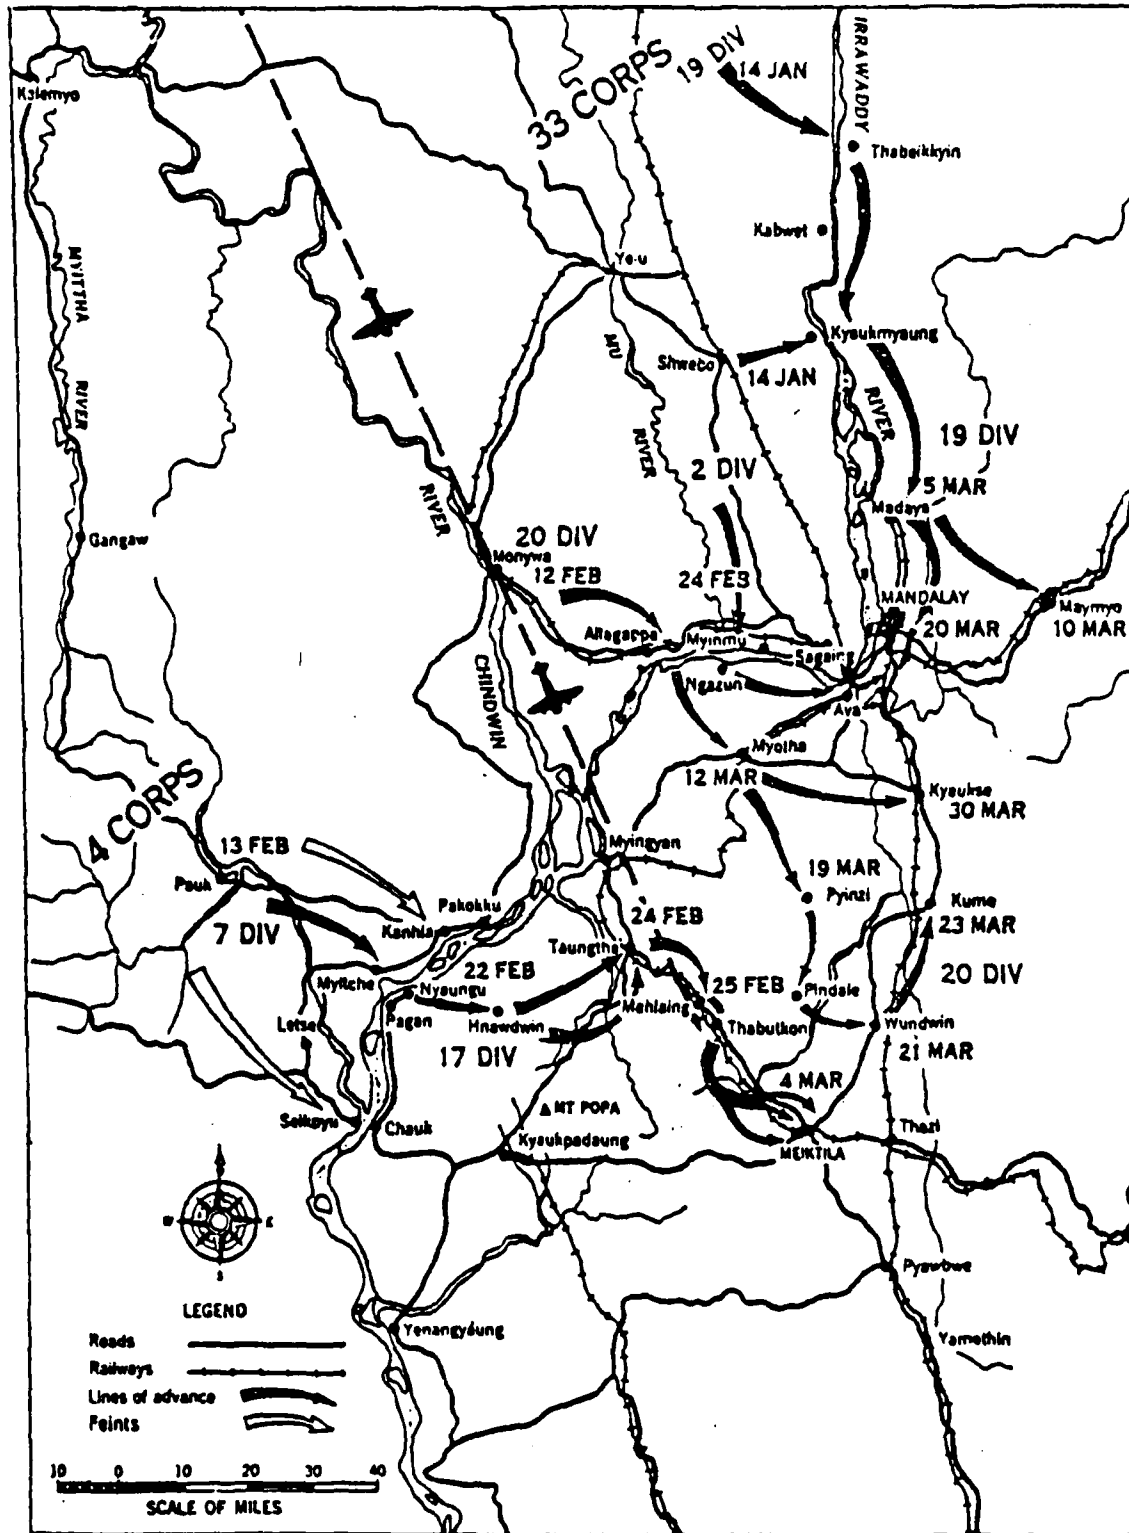 IRRAWADDY
19 DIV
14 JAN
33 CORPS
Kalemyo
Thabeikkyin
Kabwet
MYITTHA
RIVER
Ye-u
MU
RIVER
Shwebo
Kyaukmyaung
14 JAN
RIVER
19 DIV
2 DIV
5 MAR
Madaya
RIVER
Gangaw
20 DIV
Monywa
12 FEB
24 FEB
MANDALAY
Maymyo
10 MAR
20 MAR
Allagappa
Myinmu
Sagaing
Ngazun
Ava
CHINDWIN
Myotha
12 MAR
Kyaukse
30 MAR
4 CORPS
13 FEB
Myingyan
19 MAR
Pyinzi
Pauk
Pakokku
Kanhla
24 FEB
Kume
23 MAR
7 DIV
Taungtha
20 DIV
22 FEB
Myitche
Nyaungu
25 FEB
Pindale
Mahlaing
Letse
Pagan
Hnawdwin
Thabutkon
Wundwin
21 MAR
17 DIV
4 MAR
MT POPA
Seikpyu
Chauk
Kyaukpadaung
MEIKTILA
Thazi
W
E
S
Pyawbwe
LEGEND
Yenangyaung
Yamethin
Roads
Railways
Lines of advance
Feints
10 0 10 20 30 40
SCALE OF MILES